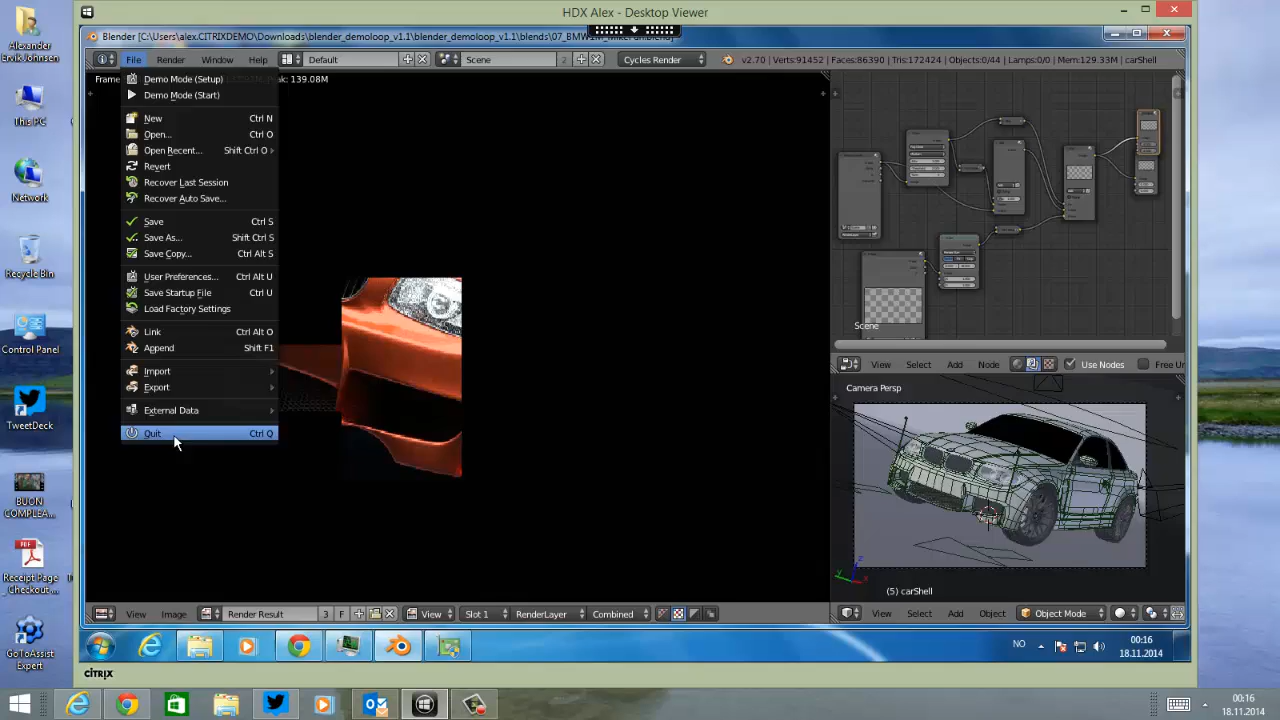 HDX Alex - Desktop Viewer
Alexander
Ervik Johnsen
This PC
Network
Recycle Bin
Control Panel
TweetDeck
BUON
COMPLEA...
Receipt Page
_Checkout...
GoToAssist
Expert
Blender [C:\Users\alex.CITRIXDEMO\Downloads\blender_demoloop_v1.1\blender_demoloop_v1.1\blends\07_BMW1
File
Render
Window
Help
Default
Scene
2
Cycles Render
v2.70 | Verts:91452 | Faces:86390 | Tris:172424 | Objects:0/44 | Lamps:0/0 | Mem:129.33M | carShell
Frame
k: 139.08M
Demo Mode (Setup)
Demo Mode (Start)
New Ctrl N
Open... Ctrl O
Open Recent... Shift Ctrl O
Revert
Recover Last Session
Recover Auto Save...
Save Ctrl S
Save As... Shift Ctrl S
Save Copy... Ctrl Alt S
User Preferences... Ctrl Alt U
Save Startup File Ctrl U
Load Factory Settings
Link Ctrl Alt O
Append Shift F1
Import
Export
External Data
Quit Ctrl Q
Scene
View Select Add Node Use Nodes Free Un
Camera Persp
z
y
x
(5) carShell
View Select Add Object Object Mode
View Image Render Result 3 F View Slot 1 RenderLayer Combined
NO
00:16
18.11.2014
CITRIX
00:16
18.11.2014